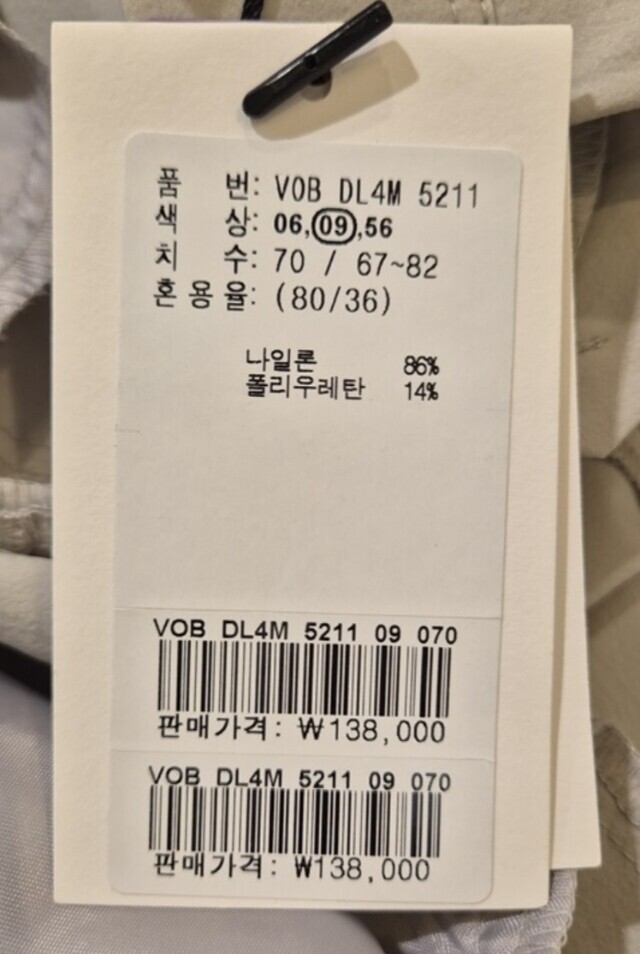 품 번: VOB DL4M 5211
색 상: 06,09,56
치 수: 70 / 67~82
혼용율: (80/36)
나일론 86%
폴리우레탄 14%
VOB DL4M 5211 09 070
판매가격: ₩138,000
VOB DL4M 5211 09 070
판매가격: ₩138,000